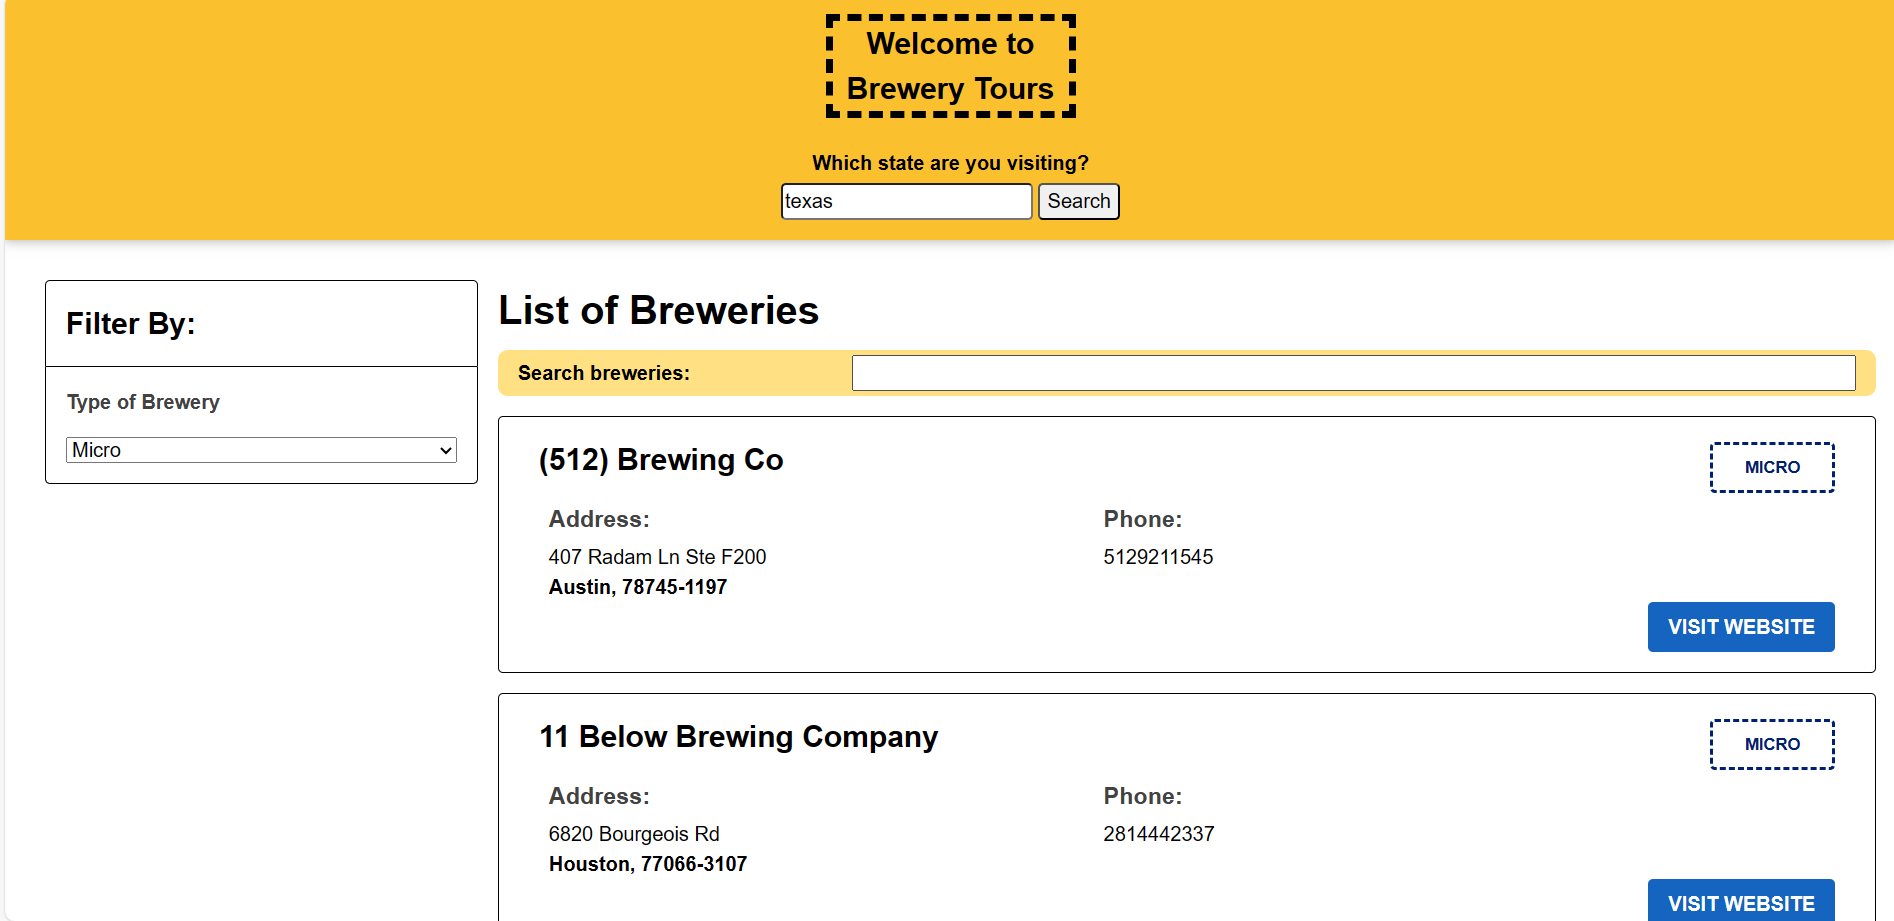 Welcome to
Brewery Tours
Which state are you visiting?
texas
Search
Filter By:
Type of Brewery
Micro
List of Breweries
Search breweries:
(512) Brewing Co
MICRO
Address:
407 Radam Ln Ste F200
Austin, 78745-1197
Phone:
5129211545
VISIT WEBSITE
11 Below Brewing Company
MICRO
Address:
6820 Bourgeois Rd
Houston, 77066-3107
Phone:
2814442337
VISIT WEBSITE